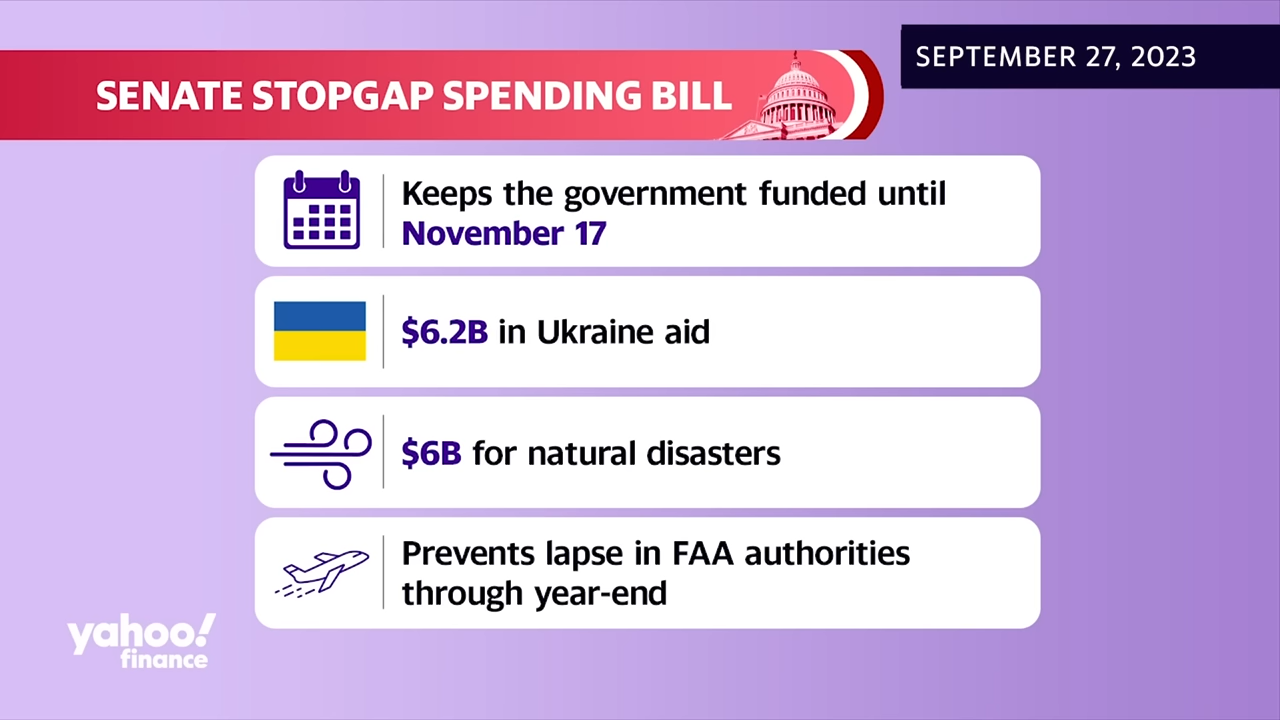 SEPTEMBER 27, 2023
SENATE STOPGAP SPENDING BILL
Keeps the government funded until
November 17
$6.2B in Ukraine aid
$6B for natural disasters
Prevents lapse in FAA authorities
through year-end
yahoo!
finance